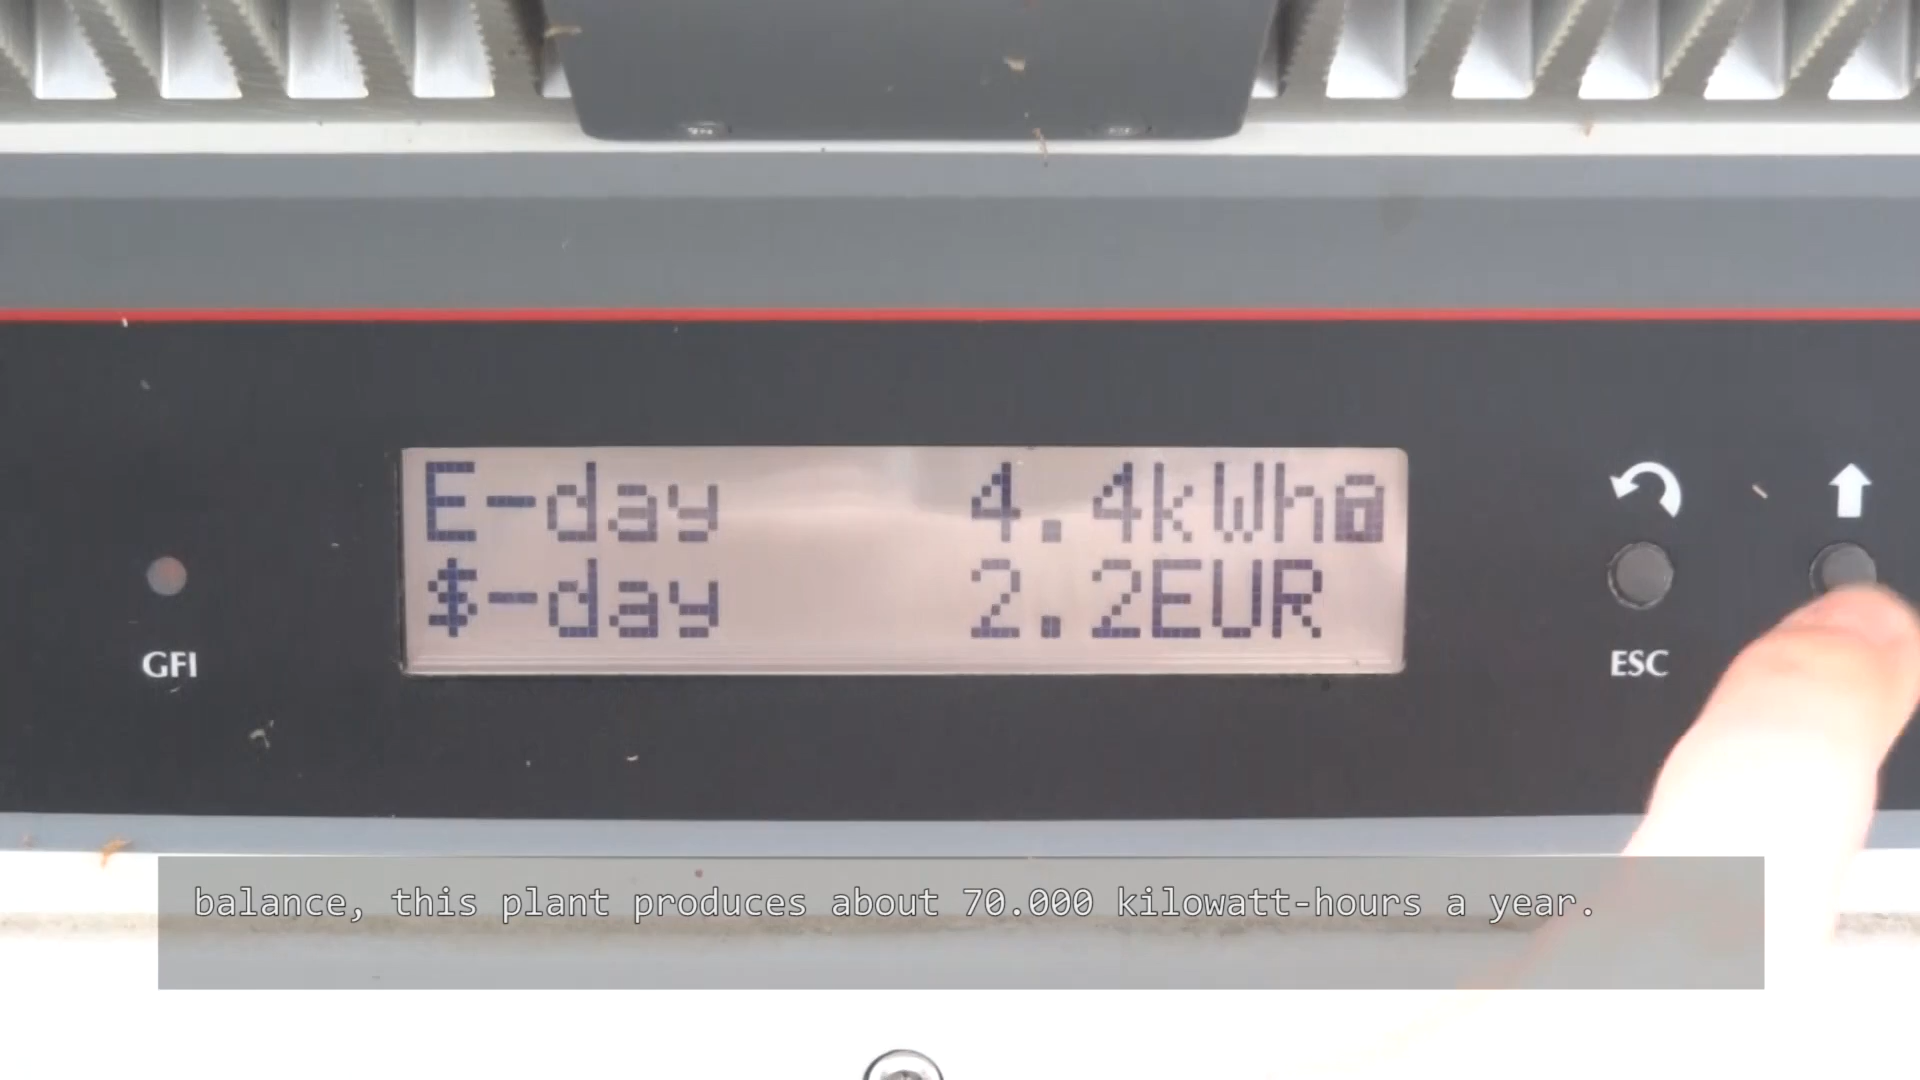 E-day 4.4kWh@
$-day 2.2EUR
GFI
ESC
balance, this plant produces about 70.000 kilowatt-hours a year.